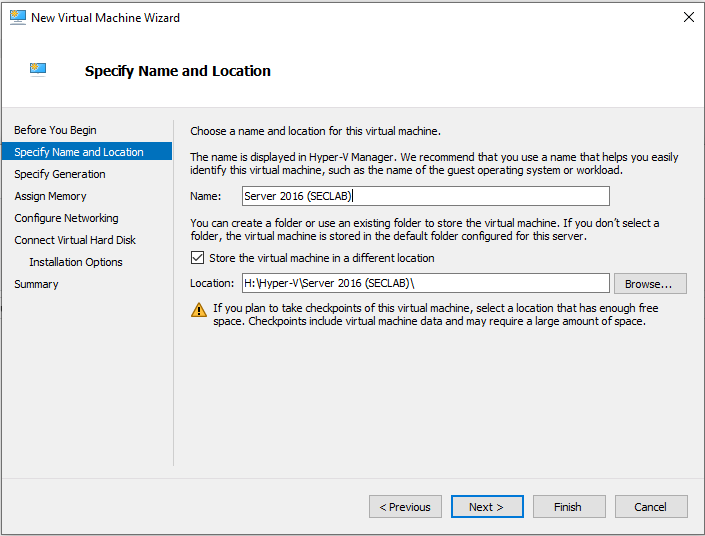 New Virtual Machine Wizard
Specify Name and Location
Before You Begin
Specify Name and Location
Specify Generation
Assign Memory
Configure Networking
Connect Virtual Hard Disk
Installation Options
Summary
Choose a name and location for this virtual machine.
The name is displayed in Hyper-V Manager. We recommend that you use a name that helps you easily
identify this virtual machine, such as the name of the guest operating system or workload.
Name: Server 2016 (SECLAB)
You can create a folder or use an existing folder to store the virtual machine. If you don't select a
folder, the virtual machine is stored in the default folder configured for this server.
Store the virtual machine in a different location
Location: H:\Hyper-V\Server 2016 (SECLAB)\ Browse...
If you plan to take checkpoints of this virtual machine, select a location that has enough free
space. Checkpoints include virtual machine data and may require a large amount of space.
< Previous Next > Finish Cancel